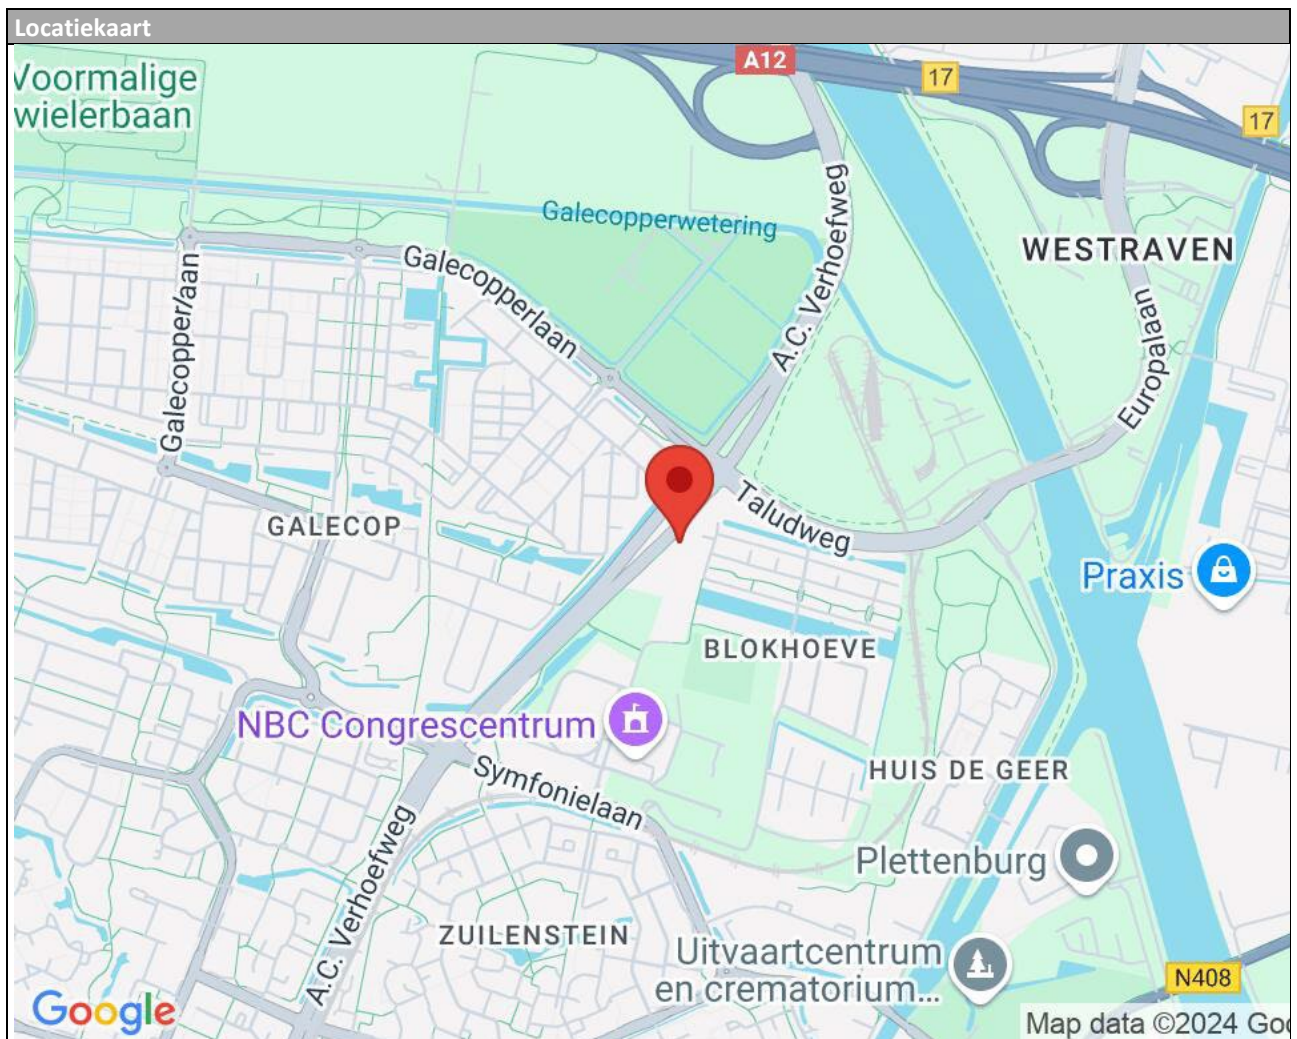 Locatiekaart
Voormalige
wielerbaan
A12
17
17
Galecopperwetering
A.C. Verhoefweg
WESTRAVEN
Galecopperlaan
Galecopperlaan
Europalaan
GALECOP
Taludweg
Praxis
BLOKHOEVE
NBC Congrescentrum
Symfonielaan
HUIS DE GEER
A.C. Verhoefweg
Plettenburg
ZUILENSTEIN
Uitvaartcentrum
en crematorium...
N408
Google
Map data ©2024 Goo